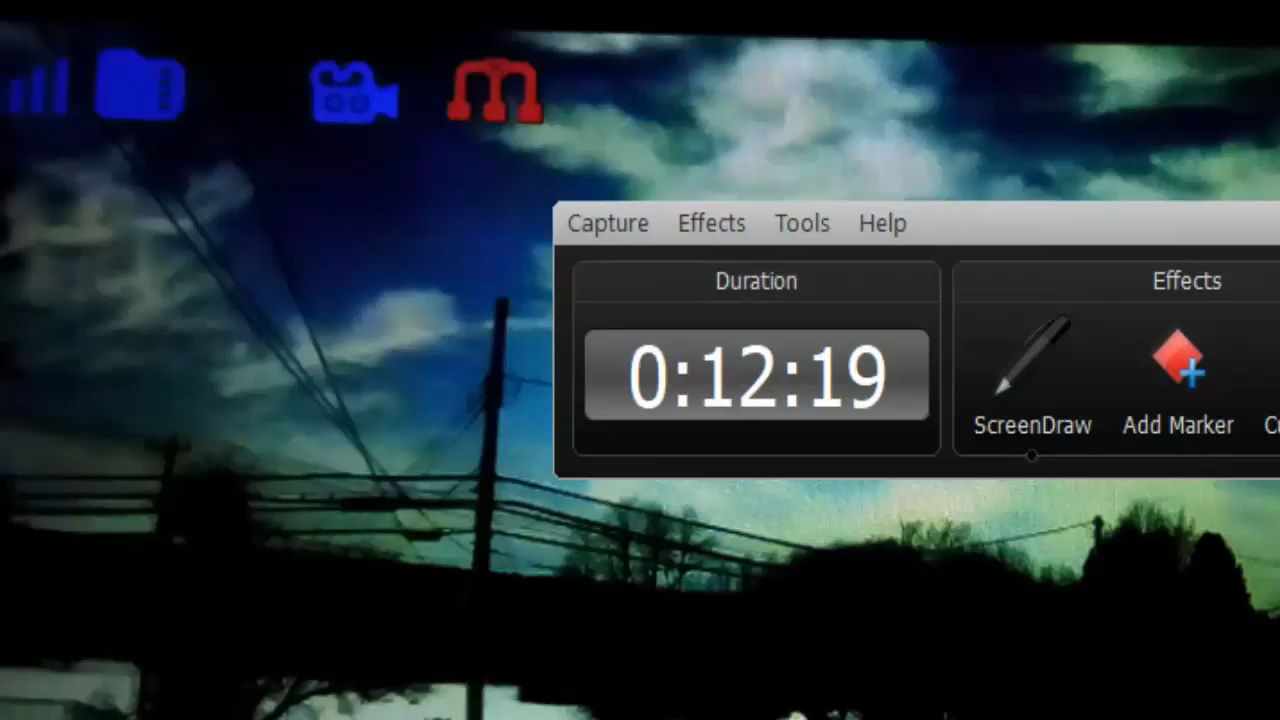 Capture Effects Tools Help
Duration Effects
0:12:19
ScreenDraw Add Marker